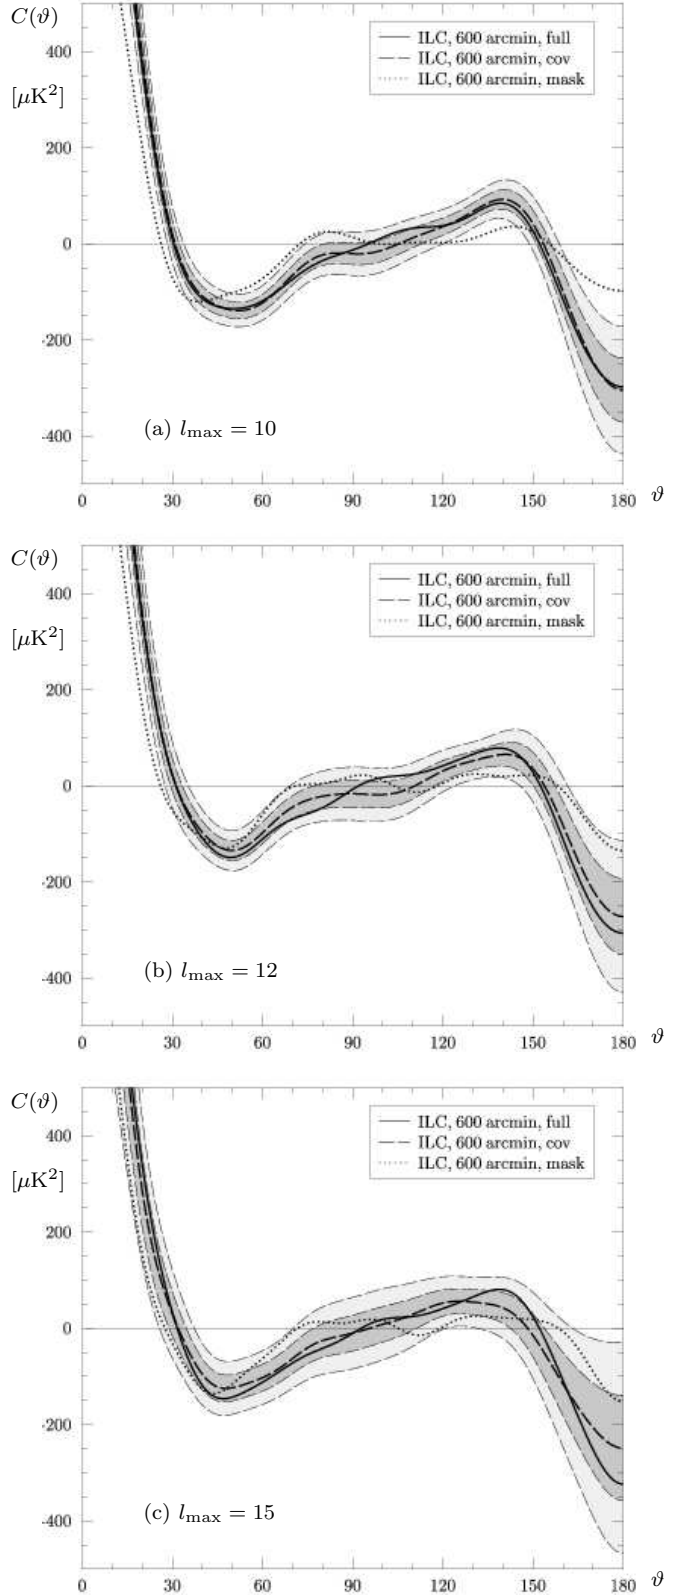 C(ϑ)
[μK²]
400
200
0
-200
-400
ILC, 600 arcmin, full
ILC, 600 arcmin, cov
ILC, 600 arcmin, mask
(a) l_max = 10
0 30 60 90 120 150 180 ϑ
C(ϑ)
[μK²]
400
200
0
-200
-400
ILC, 600 arcmin, full
ILC, 600 arcmin, cov
ILC, 600 arcmin, mask
(b) l_max = 12
0 30 60 90 120 150 180 ϑ
C(ϑ)
[μK²]
400
200
0
-200
-400
ILC, 600 arcmin, full
ILC, 600 arcmin, cov
ILC, 600 arcmin, mask
(c) l_max = 15
0 30 60 90 120 150 180 ϑ